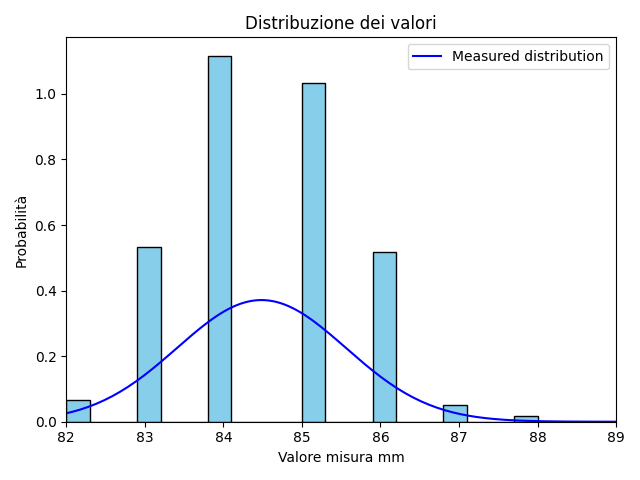 Distribuzione dei valori
Measured distribution
Probabilità
1.0
0.8
0.6
0.4
0.2
0.0
82 83 84 85 86 87 88 89
Valore misura mm